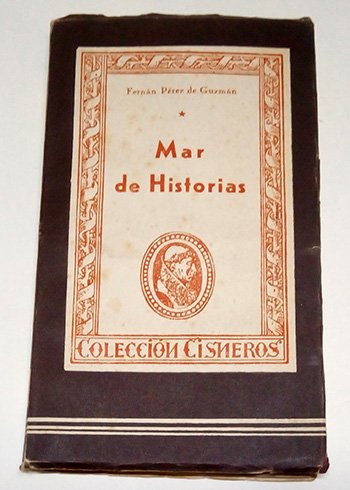 Fernán Pérez de Guzmán
Mar
de Historias
COLECCIÓN CISNEROS